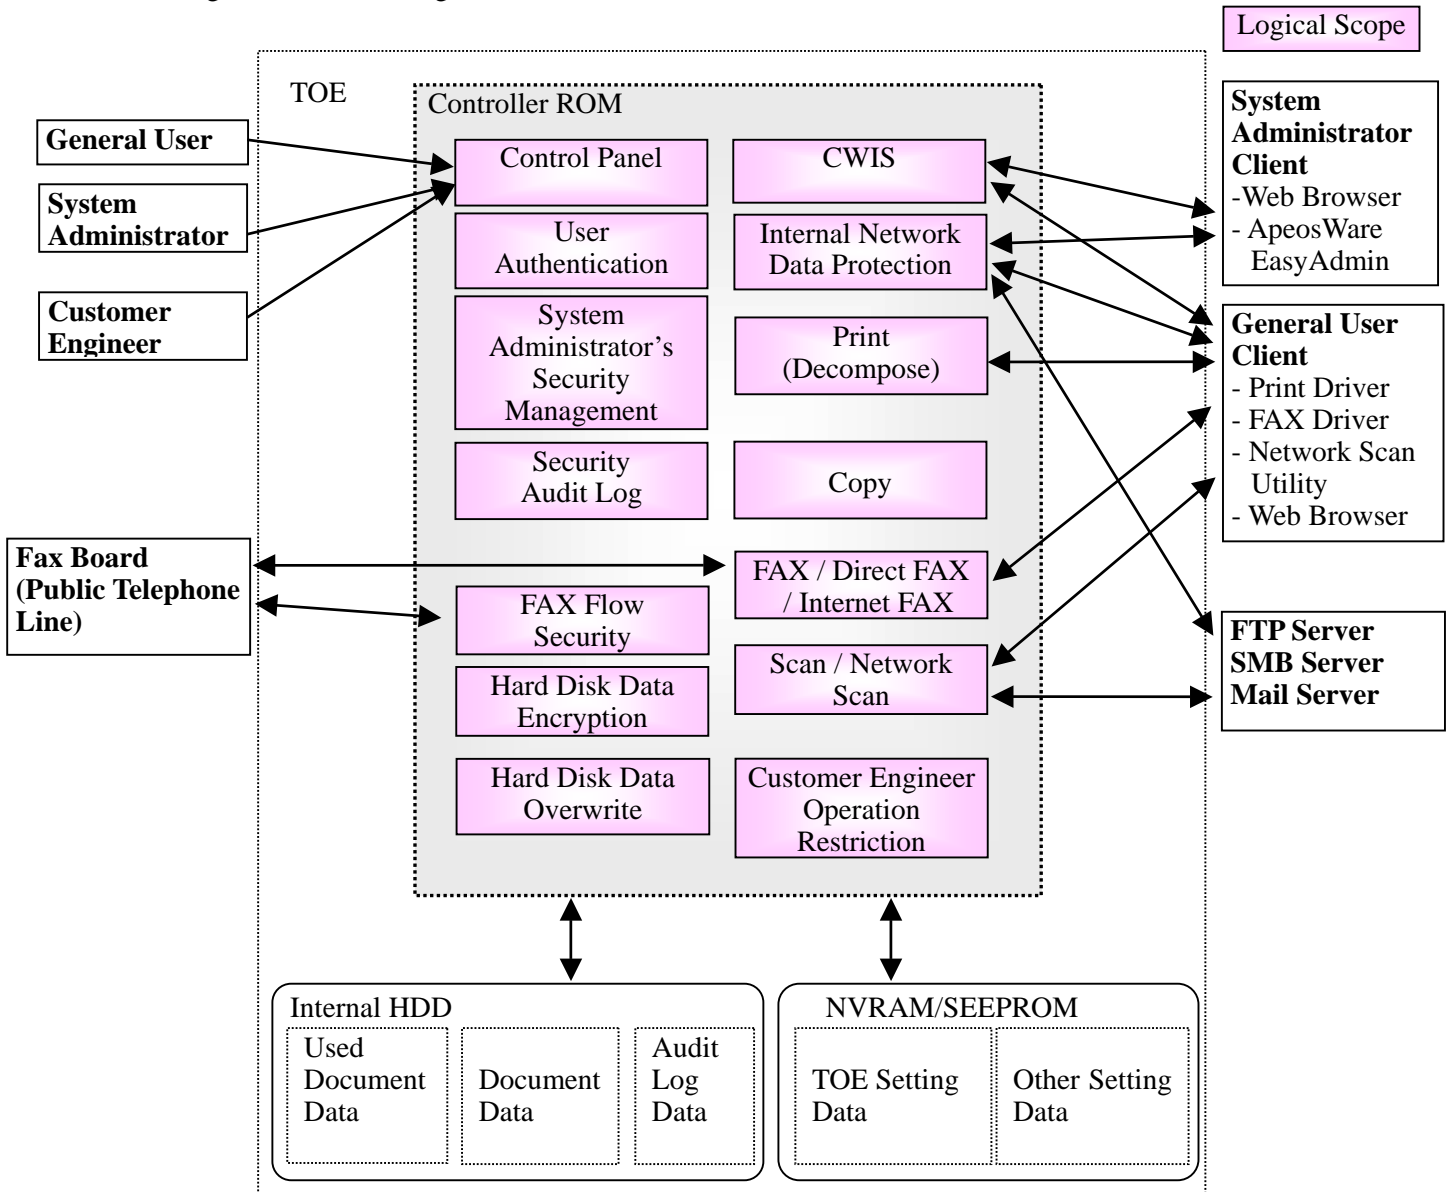 Logical Scope
TOE
Controller ROM
General User
System
Administrator
Customer
Engineer
Fax Board
(Public Telephone
Line)
Control Panel
User
Authentication
System
Administrator’s
Security
Management
Security
Audit Log
FAX Flow
Security
Hard Disk Data
Encryption
Hard Disk Data
Overwrite
CWIS
Internal Network
Data Protection
Print
(Decompose)
Copy
FAX / Direct FAX
/ Internet FAX
Scan / Network
Scan
Customer Engineer
Operation
Restriction
System
Administrator
Client
-Web Browser
- ApeosWare
EasyAdmin
General User
Client
- Print Driver
- FAX Driver
- Network Scan
Utility
- Web Browser
FTP Server
SMB Server
Mail Server
Internal HDD
Used
Document
Data
Document
Data
Audit
Log
Data
NVRAM/SEEPROM
TOE Setting
Data
Other Setting
Data